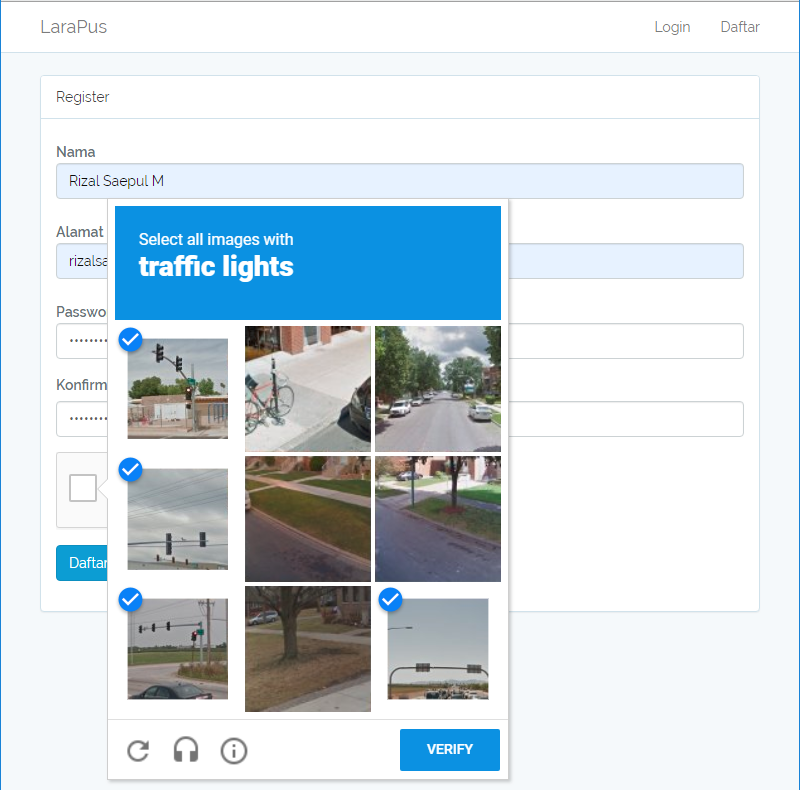 LaraPus
Login
Daftar
Register
Nama
Rizal Saepul M
Alamat
rizalsa
Passwo
Konfirm
Daftar
Select all images with
traffic lights
VERIFY